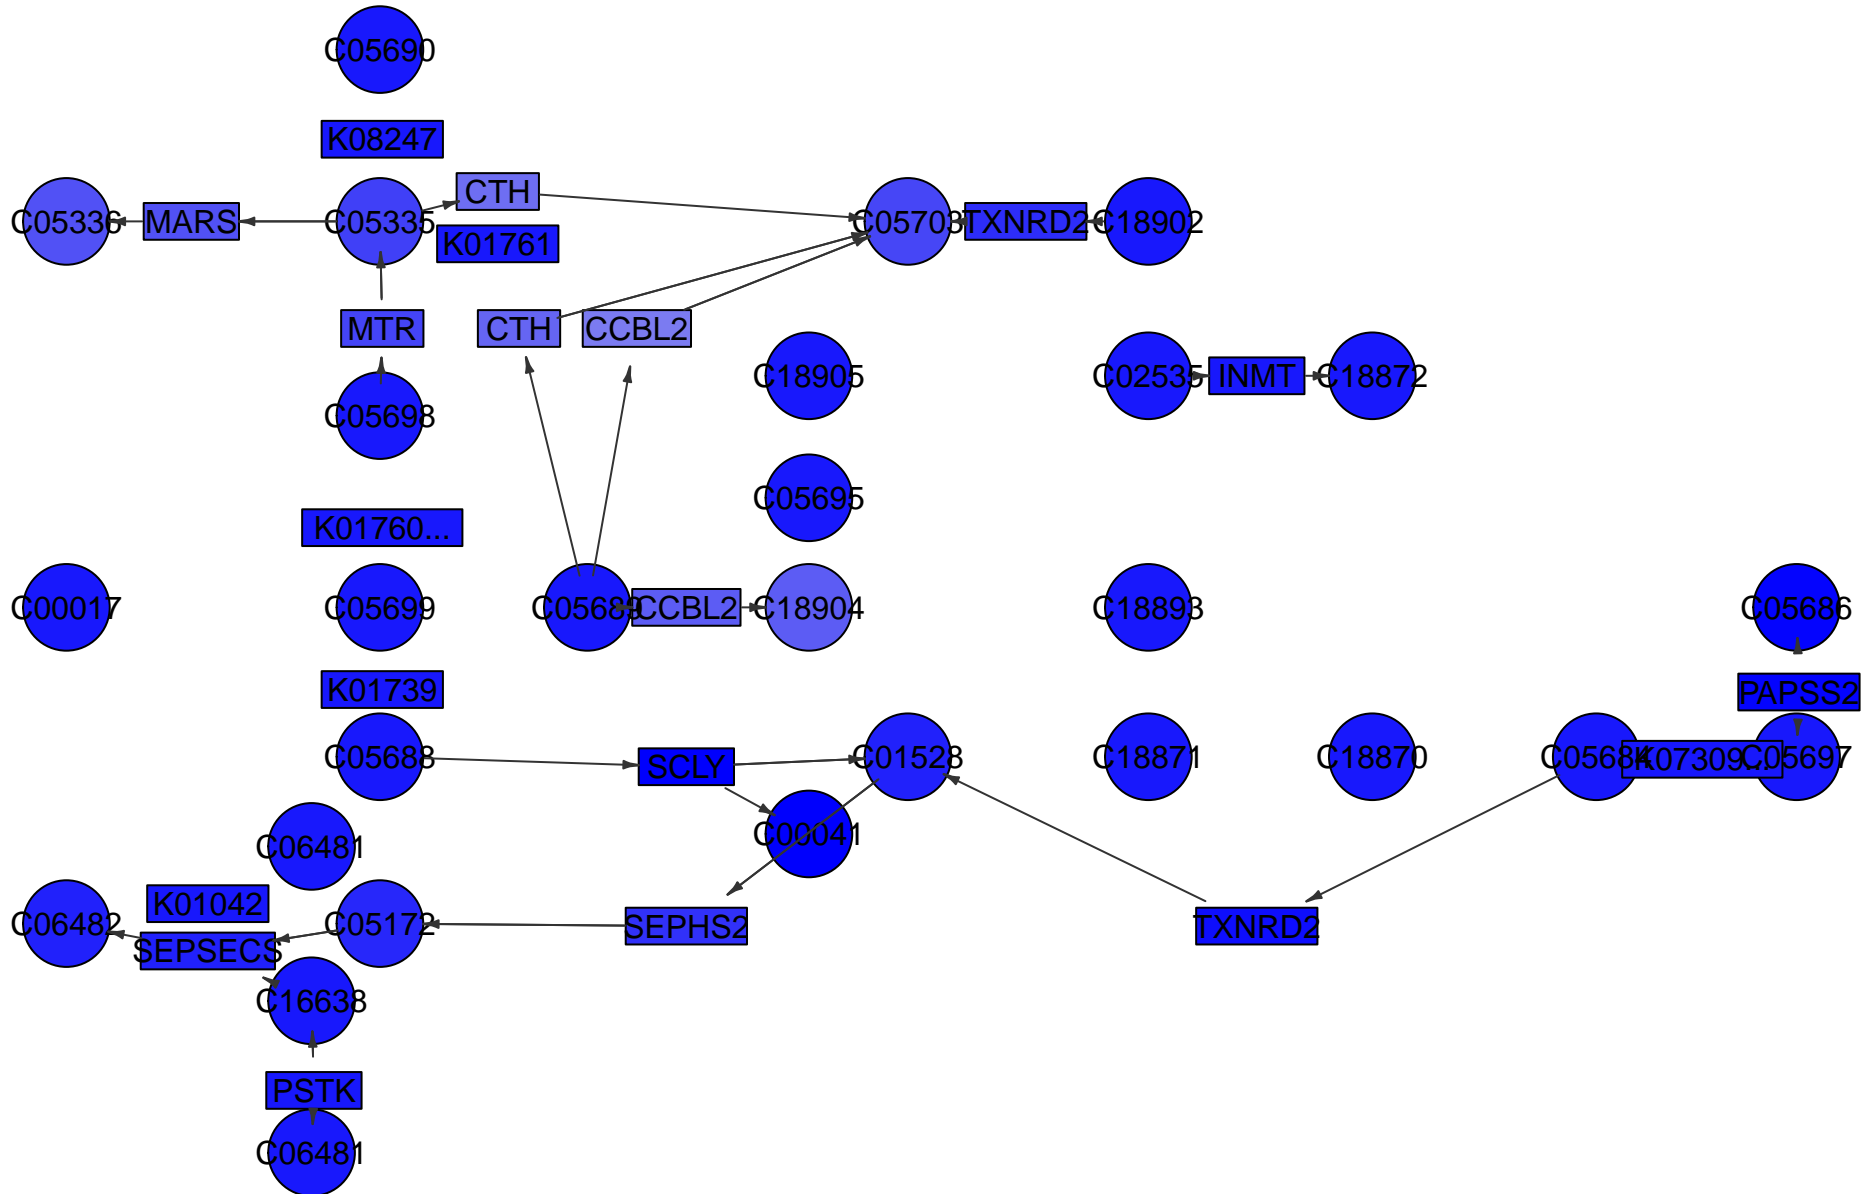 C05690
K08247
CTH
C05336
MARS
C05335
C05703
TXNRD2
C18902
K01761
MTR
CTH
CCBL2
C18905
C02535
INMT
C18872
C05698
C05695
K01760...
C00017
C05699
C05689
CCBL2
C18904
C18893
C05686
K01739
PAPSS2
C05688
SCLY
C01528
C18871
C18870
C05684
K07309...
C05697
C00041
C06481
K01042
C06482
C05172
SEPHS2
TXNRD2
SEPSECS
C16638
PSTK
C06481